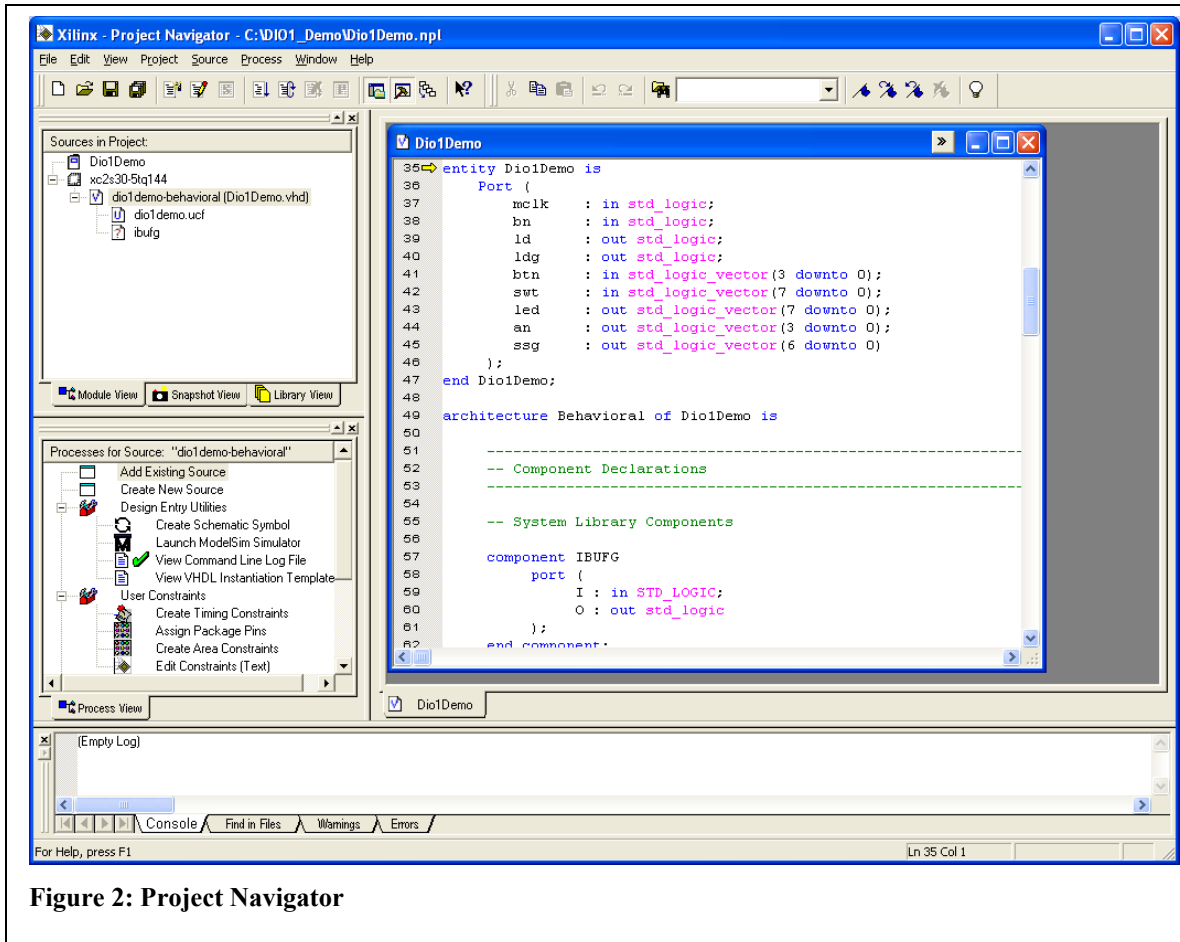 Xilinx - Project Navigator - C:\DIO1_Demo\Dio1Demo.npl
File Edit View Project Source Process Window Help
Sources in Project:
Dio1Demo
xc2s30-5tq144
dio1demo-behavioral (Dio1Demo.vhd)
dio1demo.ucf
ibufg
Module View Snapshot View Library View
Processes for Source: "dio1demo-behavioral"
Add Existing Source
Create New Source
Design Entry Utilities
Create Schematic Symbol
Launch ModelSim Simulator
View Command Line Log File
View VHDL Instantiation Template
User Constraints
Create Timing Constraints
Assign Package Pins
Create Area Constraints
Edit Constraints (Text)
Process View
Dio1Demo
35 entity Dio1Demo is
36 Port (
37 mclk : in std_logic;
38 bn : in std_logic;
39 ld : out std_logic;
40 ldg : out std_logic;
41 btn : in std_logic_vector(3 downto 0);
42 swt : in std_logic_vector(7 downto 0);
43 led : out std_logic_vector(7 downto 0);
44 an : out std_logic_vector(3 downto 0);
45 ssg : out std_logic_vector(6 downto 0)
46 );
47 end Dio1Demo;
48
49 architecture Behavioral of Dio1Demo is
50
51 --------------------------------------------------------------
52 -- Component Declarations
53 --------------------------------------------------------------
54
55 -- System Library Components
56
57 component IBUFG
58 port (
59 I : in STD_LOGIC;
60 O : out std_logic
61 );
62 end component;
Dio1Demo
(Empty Log)
Console Find in Files Warnings Errors
For Help, press F1
Ln 35 Col 1
Figure 2: Project Navigator